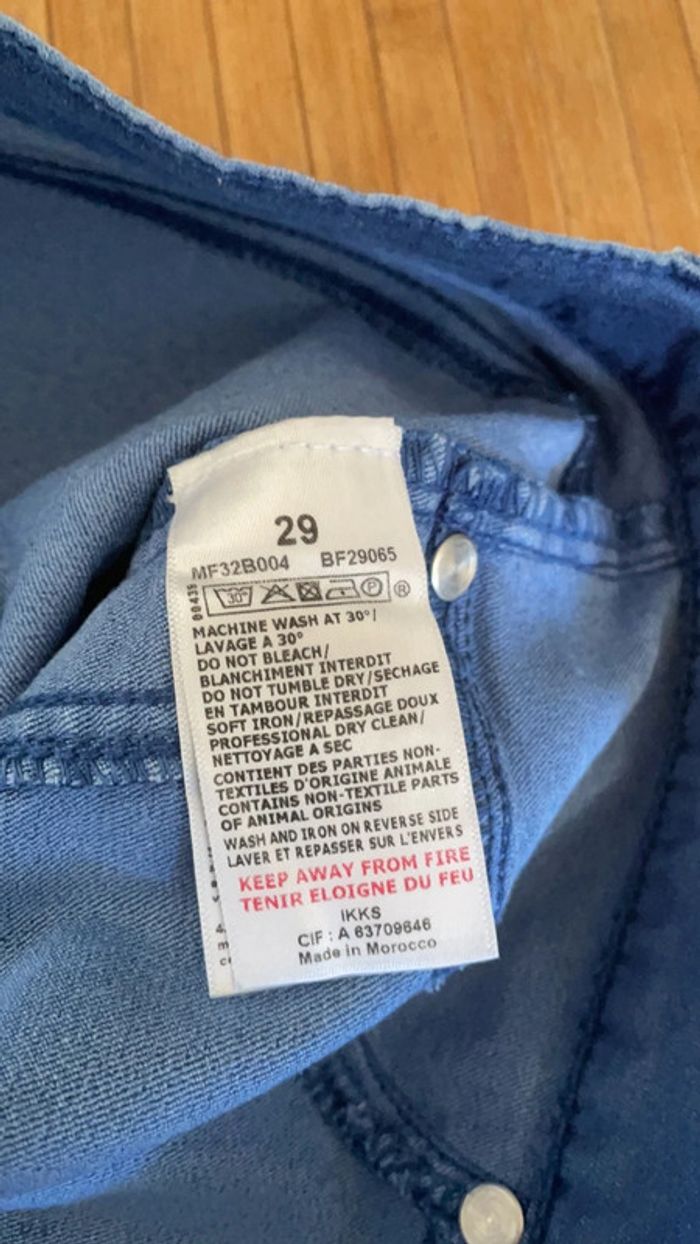 29
MF32B004 BF29065
00439
30°
P
®
MACHINE WASH AT 30°/
LAVAGE A 30°
DO NOT BLEACH/
BLANCHIMENT INTERDIT
DO NOT TUMBLE DRY/SECHAGE
EN TAMBOUR INTERDIT
SOFT IRON/REPASSAGE DOUX
PROFESSIONAL DRY CLEAN/
NETTOYAGE A SEC
CONTIENT DES PARTIES NON-
TEXTILES D'ORIGINE ANIMALE
CONTAINS NON-TEXTILE PARTS
OF ANIMAL ORIGINS
WASH AND IRON ON REVERSE SIDE
LAVER ET REPASSER SUR L'ENVERS
KEEP AWAY FROM FIRE
TENIR ELOIGNE DU FEU
IKKS
CIF : A 63709646
Made in Morocco